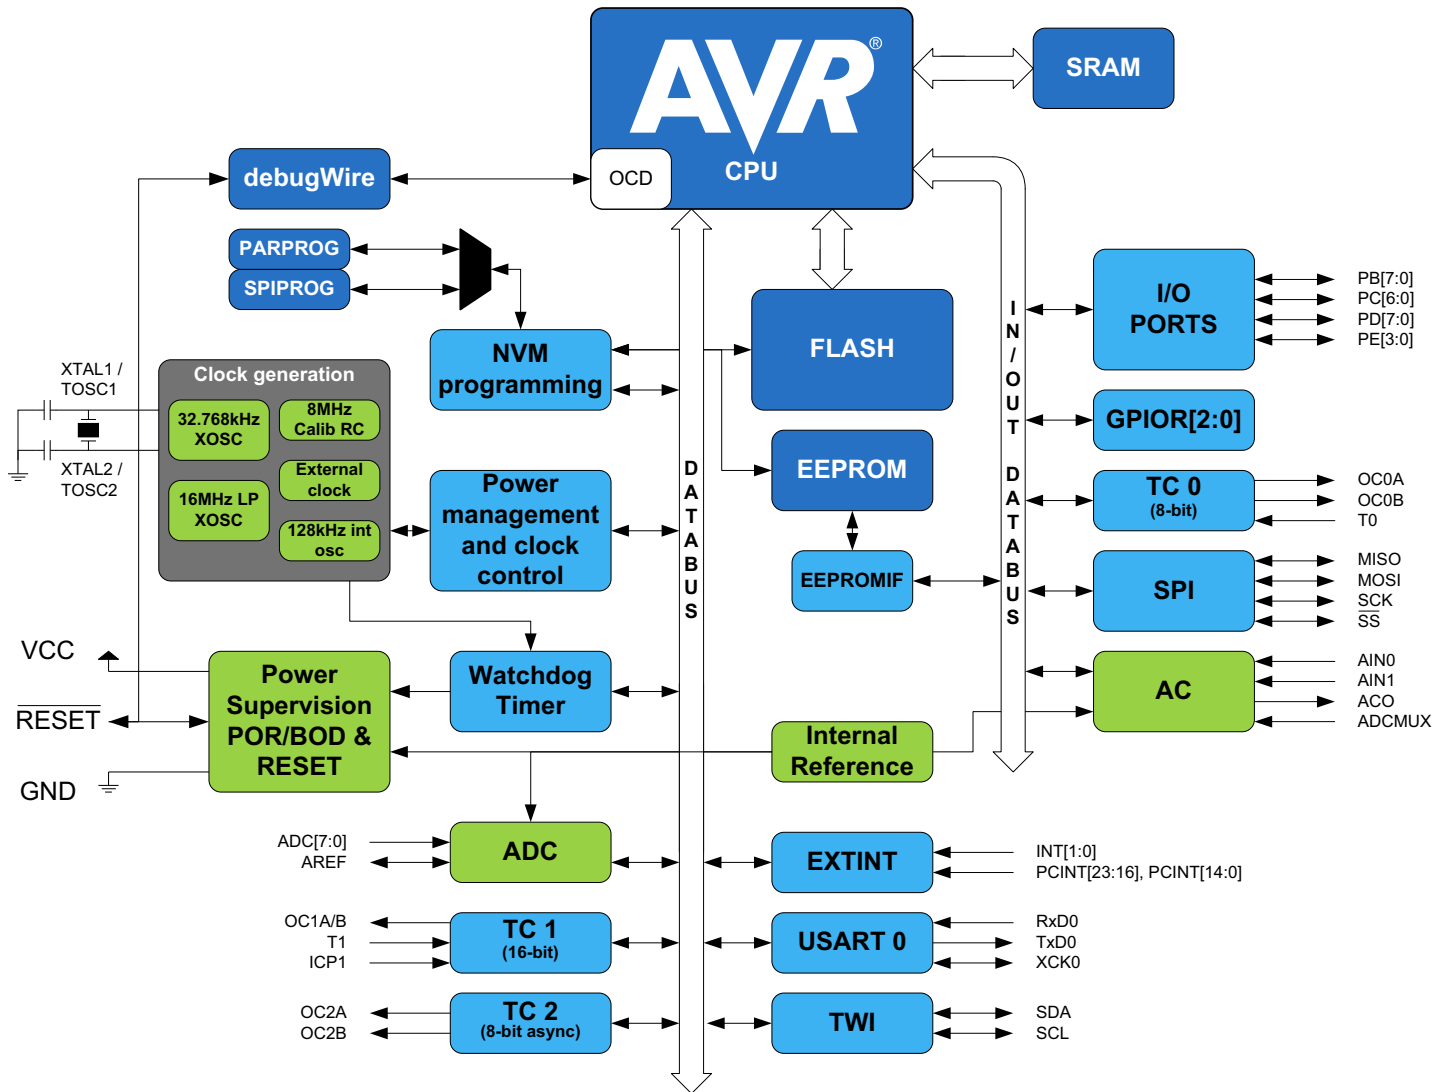 AVR®
CPU
OCD
SRAM
debugWire
PARPROG
SPIPROG
NVM
programming
FLASH
I/O
PORTS
PB[7:0]
PC[6:0]
PD[7:0]
PE[3:0]
IN/OUT DATABUS
DATABUS
XTAL1 /
TOSC1
XTAL2 /
TOSC2
Clock generation
32.768kHz
XOSC
8MHz
Calib RC
External
clock
16MHz LP
XOSC
128kHz int
osc
Power
management
and clock
control
EEPROM
EEPROMIF
GPIOR[2:0]
TC 0
(8-bit)
OC0A
OC0B
T0
SPI
MISO
MOSI
SCK
SS
VCC
RESET
GND
Power
Supervision
POR/BOD &
RESET
Watchdog
Timer
Internal
Reference
AC
AIN0
AIN1
ACO
ADCMUX
ADC[7:0]
AREF
ADC
EXTINT
INT[1:0]
PCINT[23:16], PCINT[14:0]
OC1A/B
T1
ICP1
TC 1
(16-bit)
USART 0
RxD0
TxD0
XCK0
OC2A
OC2B
TC 2
(8-bit async)
TWI
SDA
SCL